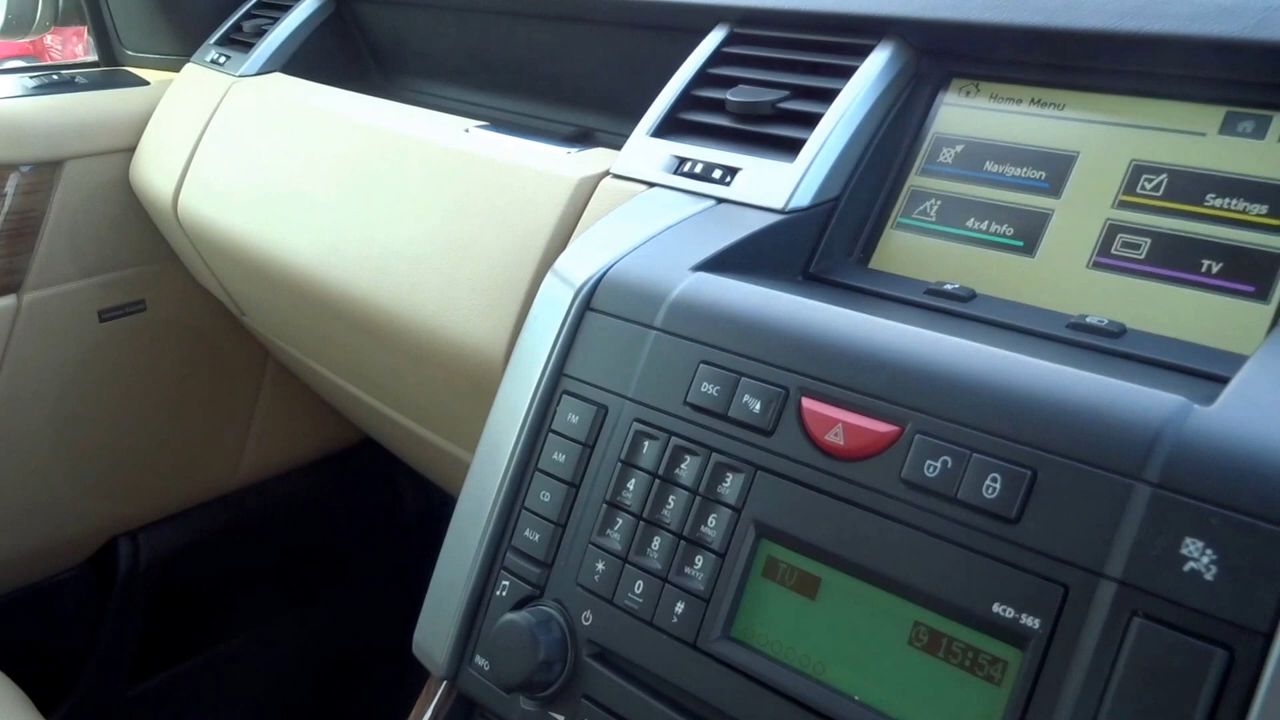 Home Menu
Navigation
Settings
4x4 Info
TV
DSC
P
FM
AM
CD
AUX
1
2 ABC
3 DEF
4 GHI
5 JKL
6 MNO
7 PQRS
8 TUV
9 WXYZ
*
<
0
#
>
INFO
TV
6CD-565
15:54